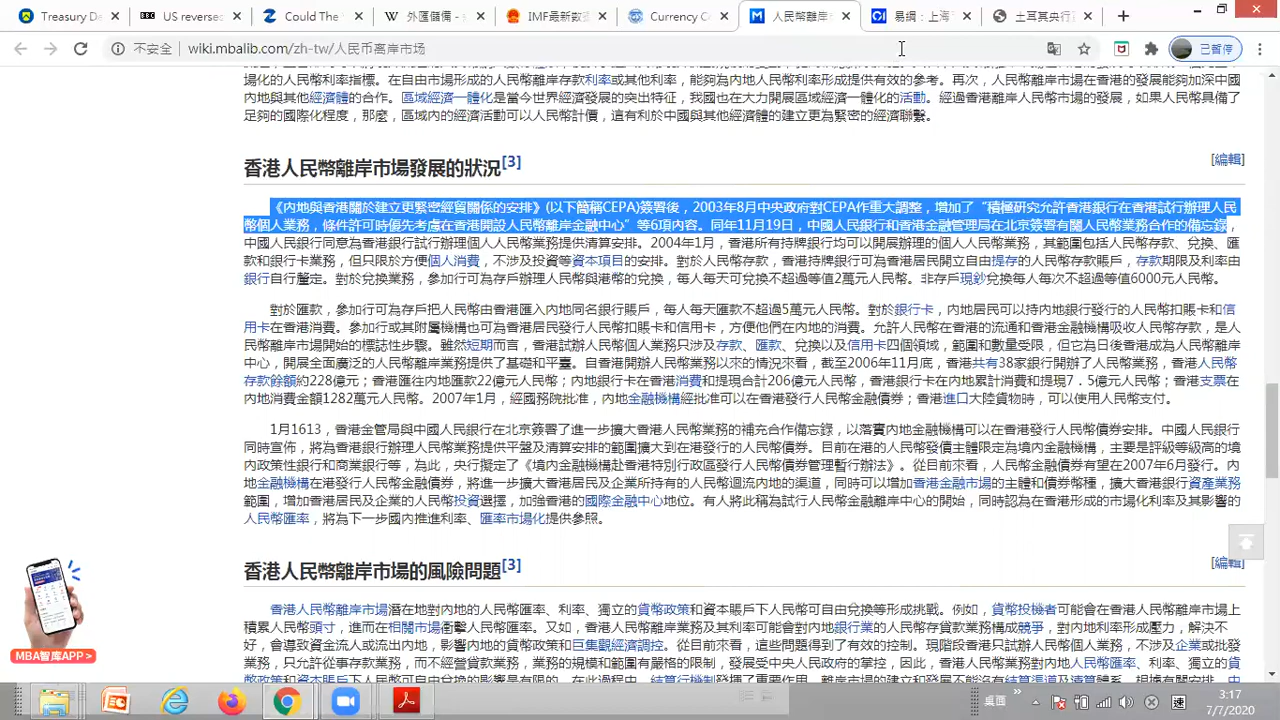 Treasury De
US reversec
Could The
外匯儲備 -
IMF最新數
Currency C
人民幣離岸
易綱：上海
土耳其央行
不安全 | wiki.mbalib.com/zh-tw/人民币离岸市场
已暫停
場化的人民幣利率指標。在自由市場形成的人民幣離岸存款利率或其他利率，能夠為內地人民幣利率形成提供有效的參考。再次，人民幣離岸市場在香港的發展能夠加深中國
內地與其他經濟體的合作。區域經濟一體化是當今世界經濟發展的突出特征，我國也在大力開展區域經濟一體化的活動。經過香港離岸人民幣市場的發展，如果人民幣具備了
足夠的國際化程度，那麼，區域內的經濟活動可以人民幣計價，這有利於中國與其他經濟體的建立更為緊密的經濟聯繫。
香港人民幣離岸市場發展的狀況[3]
[編輯]
《內地與香港關於建立更緊密經貿關係的安排》(以下簡稱CEPA)簽署後，2003年8月中央政府對CEPA作重大調整，增加了“積極研究允許香港銀行在香港試行辦理人民
幣個人業務，條件許可時優先考慮在香港開設人民幣離岸金融中心”等6項內容。同年11月19日，中國人民銀行和香港金融管理局在北京簽署有關人民幣業務合作的備忘錄，
中國人民銀行同意為香港銀行試行辦理個人人民幣業務提供清算安排。2004年1月，香港所有持牌銀行均可以開展辦理的個人人民幣業務，其範圍包括人民幣存款、兌換、匯
款和銀行卡業務，但只限於方便個人消費，不涉及投資等資本項目的安排。對於人民幣存款，香港持牌銀行可為香港居民開立自由提存的人民幣存款賬戶，存款期限及利率由
銀行自行釐定。對於兌換業務，參加行可為存戶辦理人民幣與港幣的兌換，每人每天可兌換不超過等值2萬元人民幣。非存戶現鈔兌換每人每次不超過等值6000元人民幣。
對於匯款，參加行可為存戶把人民幣由香港匯入內地同名銀行賬戶，每人每天匯款不超過5萬元人民幣。對於銀行卡，內地居民可以持內地銀行發行的人民幣扣賬卡和信
用卡在香港消費。參加行或其附屬機構也可為香港居民發行人民幣扣賬卡和信用卡，方便他們在內地的消費。允許人民幣在香港的流通和香港金融機構吸收人民幣存款，是人
民幣離岸市場開始的標誌性步驟。雖然短期而言，香港試辦人民幣個人業務只涉及存款、匯款、兌換以及信用卡四個領域，範圍和數量受限，但它為日後香港成為人民幣離岸
中心，開展全面廣泛的人民幣離岸業務提供了基礎和平臺。自香港開辦人民幣業務以來的情況來看，截至2006年11月底，香港共有38家銀行開辦了人民幣業務，香港人民幣
存款餘額約228億元；香港匯往內地匯款22億元人民幣；內地銀行卡在香港消費和提現合計206億元人民幣，香港銀行卡在內地累計消費和提現7．5億元人民幣；香港支票在
內地消費金額1282萬元人民幣。2007年1月，經國務院批准，內地金融機構經批准可以在香港發行人民幣金融債券；香港進口大陸貨物時，可以使用人民幣支付。
1月1613，香港金管局與中國人民銀行在北京簽署了進一步擴大香港人民幣業務的補充合作備忘錄，以落實內地金融機構可以在香港發行人民幣債券安排。中國人民銀行
同時宣佈，將為香港銀行辦理人民幣業務提供平盤及清算安排的範圍擴大到在港發行的人民幣債券。目前在港的人民幣發債主體限定為境內金融機構，主要是評級等級高的境
內政策性銀行和商業銀行等，為此，央行擬定了《境內金融機構赴香港特別行政區發行人民幣債券管理暫行辦法》。從目前來看，人民幣金融債券有望在2007年6月發行。內
地金融機構在港發行人民幣債券，將進一步擴大香港居民及企業所持有的人民幣迴流內地的渠道，同時可以增加香港金融市場的主體和債券幣種，擴大香港銀行資產業務
範圍，增加香港居民及企業的人民幣投資選擇，加強香港的國際金融中心地位。有人將此稱為試行人民幣金融離岸中心的開始，同時認為在香港形成的市場化利率及其影響的
人民幣匯率，將為下一步國內推進利率、匯率市場化提供參照。
香港人民幣離岸市場的風險問題[3]
[編輯]
香港人民幣離岸市場潛在地對內地的人民幣匯率、利率、獨立的貨幣政策和資本賬戶下人民幣可自由兌換等形成挑戰。例如，貨幣投機者可能會在香港人民幣離岸市場上
積累人民幣頭寸，進而在相關市場衝擊人民幣匯率。又如，香港人民幣離岸業務及其利率可能會對內地銀行業的人民幣存貸款業務構成競爭，對內地利率形成壓力，解決不
好，會導致資金流入或流出內地，影響內地的貨幣政策和巨集觀經濟調控。從目前來看，這些問題得到了有效的控制。現階段香港只試辦人民幣個人業務，不涉及企業或批發
業務，只允許從事存款業務，而不經營貸款業務，業務的規模和範圍有嚴格的限制，發展受中央人民政府的掌控，因此，香港人民幣業務對內地人民幣匯率、利率、獨立的貨
MBA智库APP >
桌面
速
3:17
7/7/2020